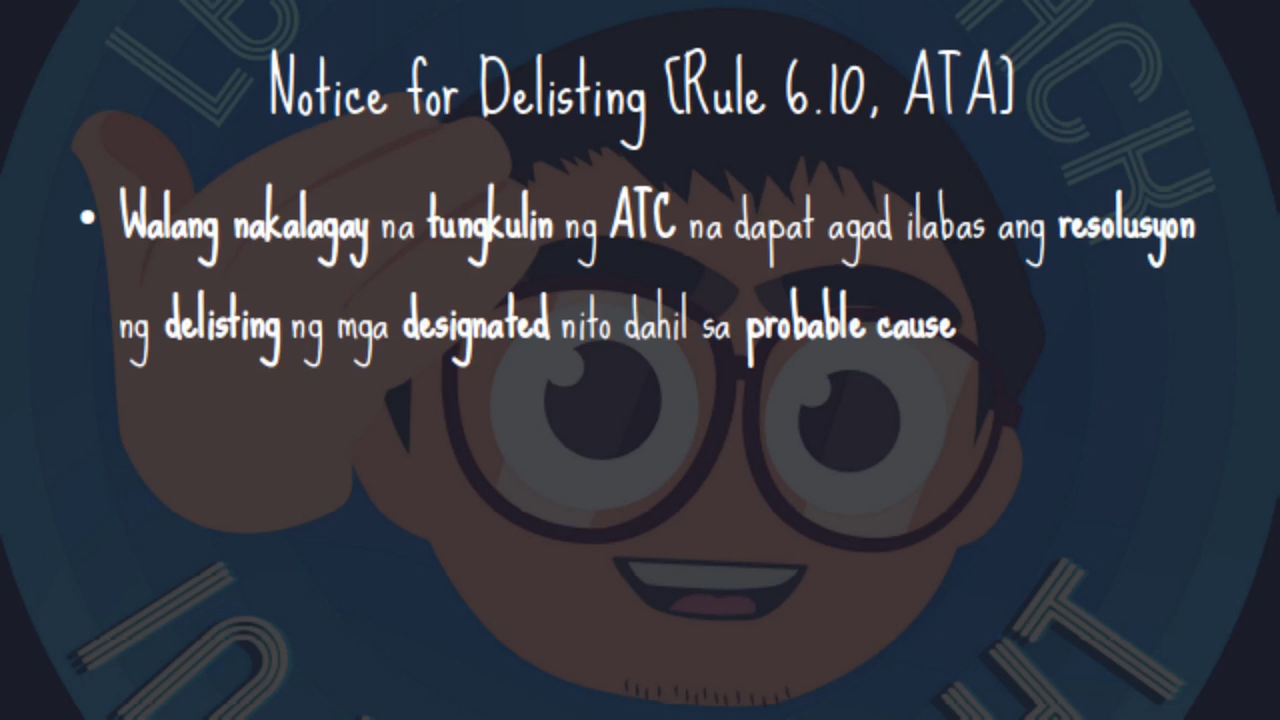 Notice for Delisting (Rule 6.10, ATA)
• Walang nakalagay na tungkulin ng ATC na dapat agad ilabas ang resolusyon
ng delisting ng mga designated nito dahil sa probable cause